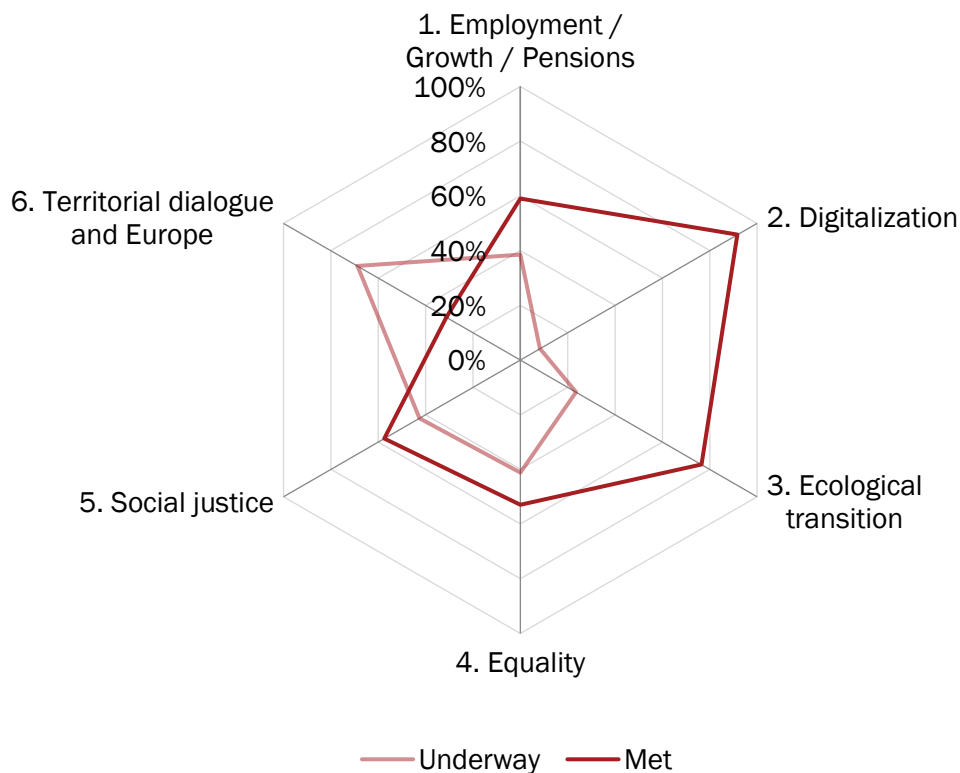 1. Employment /
Growth / Pensions
100%
80%
60%
40%
20%
0%
2. Digitalization
3. Ecological
transition
4. Equality
5. Social justice
6. Territorial dialogue
and Europe
Underway
Met